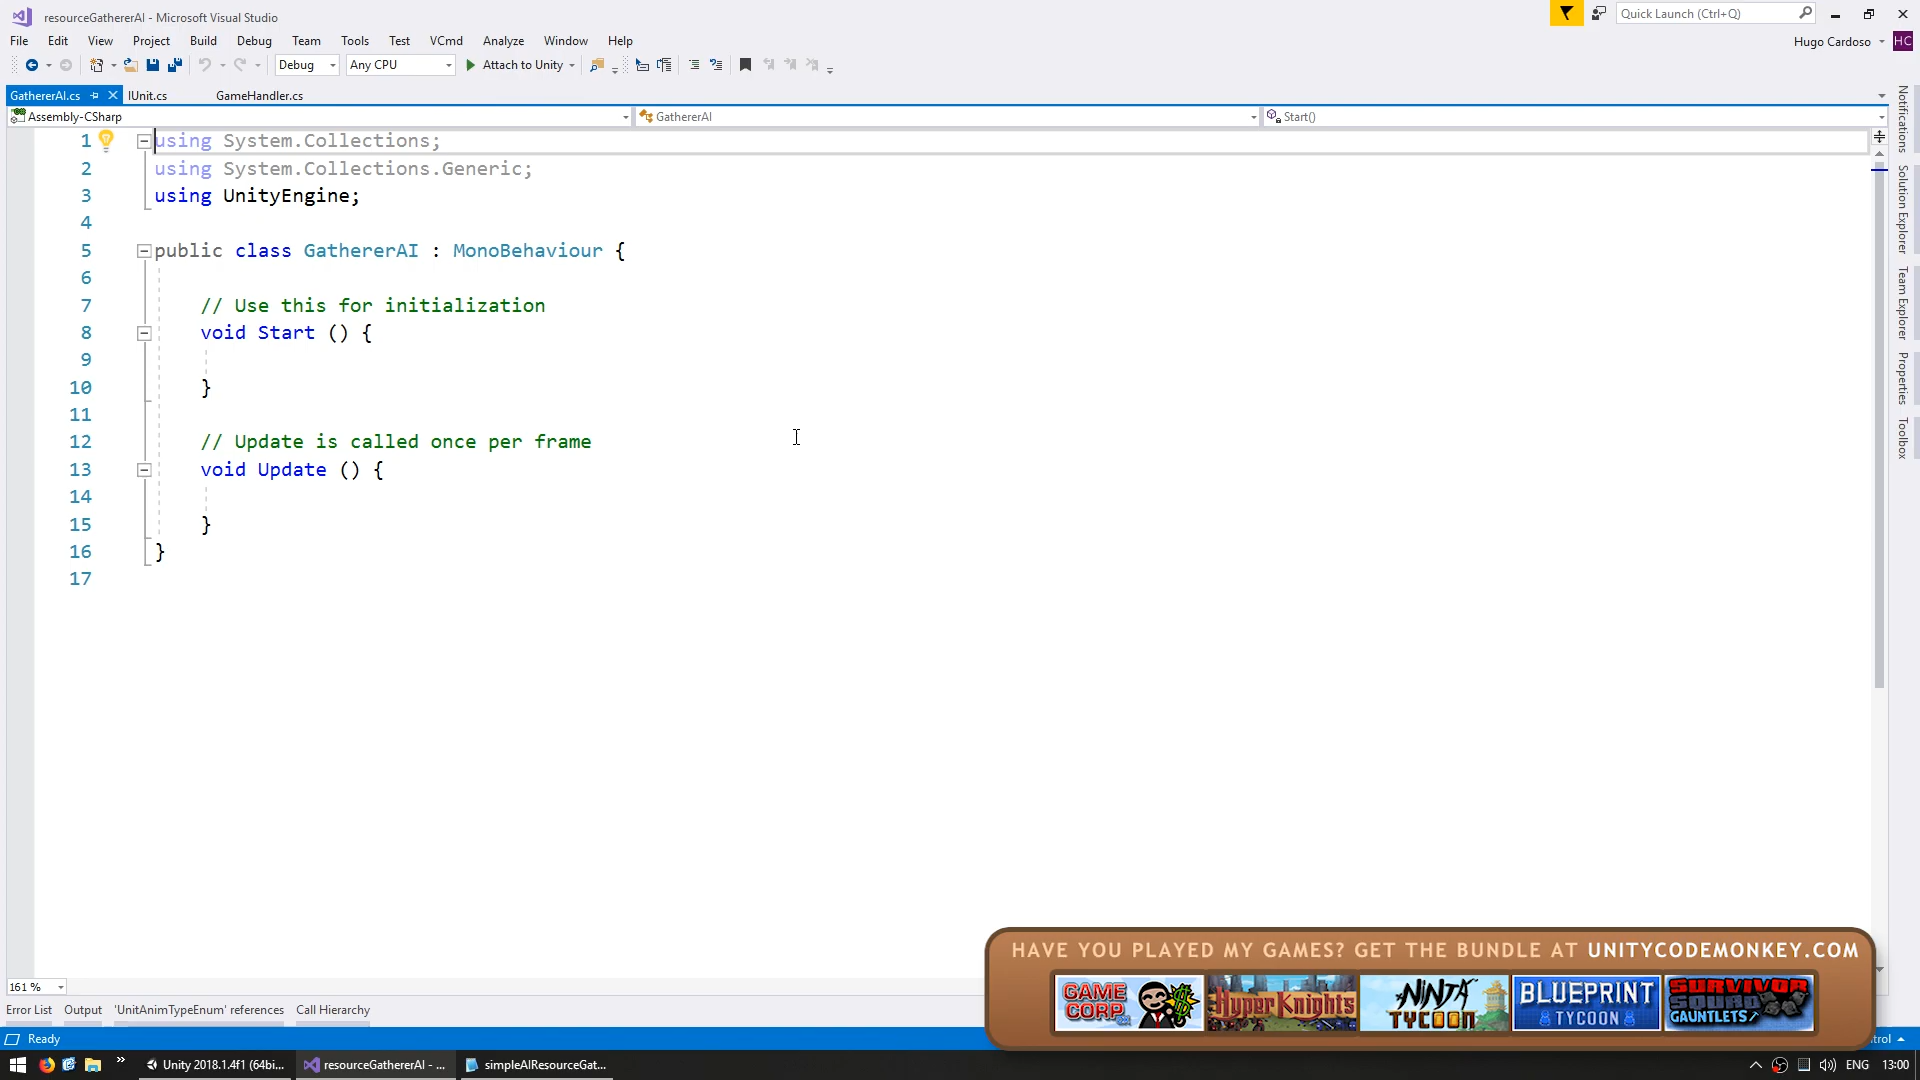 resourceGathererAI - Microsoft Visual Studio
Quick Launch (Ctrl+Q)
File Edit View Project Build Debug Team Tools Test VCmd Analyze Window Help
Hugo Cardoso HC
Debug Any CPU Attach to Unity
GathererAI.cs IUnit.cs GameHandler.cs
Assembly-CSharp GathererAI Start()
1 using System.Collections;
2 using System.Collections.Generic;
3 using UnityEngine;
4
5 public class GathererAI : MonoBehaviour {
6
7 // Use this for initialization
8 void Start () {
9
10 }
11
12 // Update is called once per frame
13 void Update () {
14
15 }
16 }
17
Notifications
Solution Explorer
Team Explorer
Properties
Toolbox
161 %
Error List Output 'UnitAnimTypeEnum' references Call Hierarchy
Ready
trol
HAVE YOU PLAYED MY GAMES? GET THE BUNDLE AT UNITYCODEMONKEY.COM
GAME CORP DX
HyperKnights
NINJA TYCOON
BLUEPRINT TYCOON
SURVIVOR SQUAD GAUNTLETS
Unity 2018.1.4f1 (64bi... resourceGathererAI - ... simpleAIResourceGat...
ENG 13:00